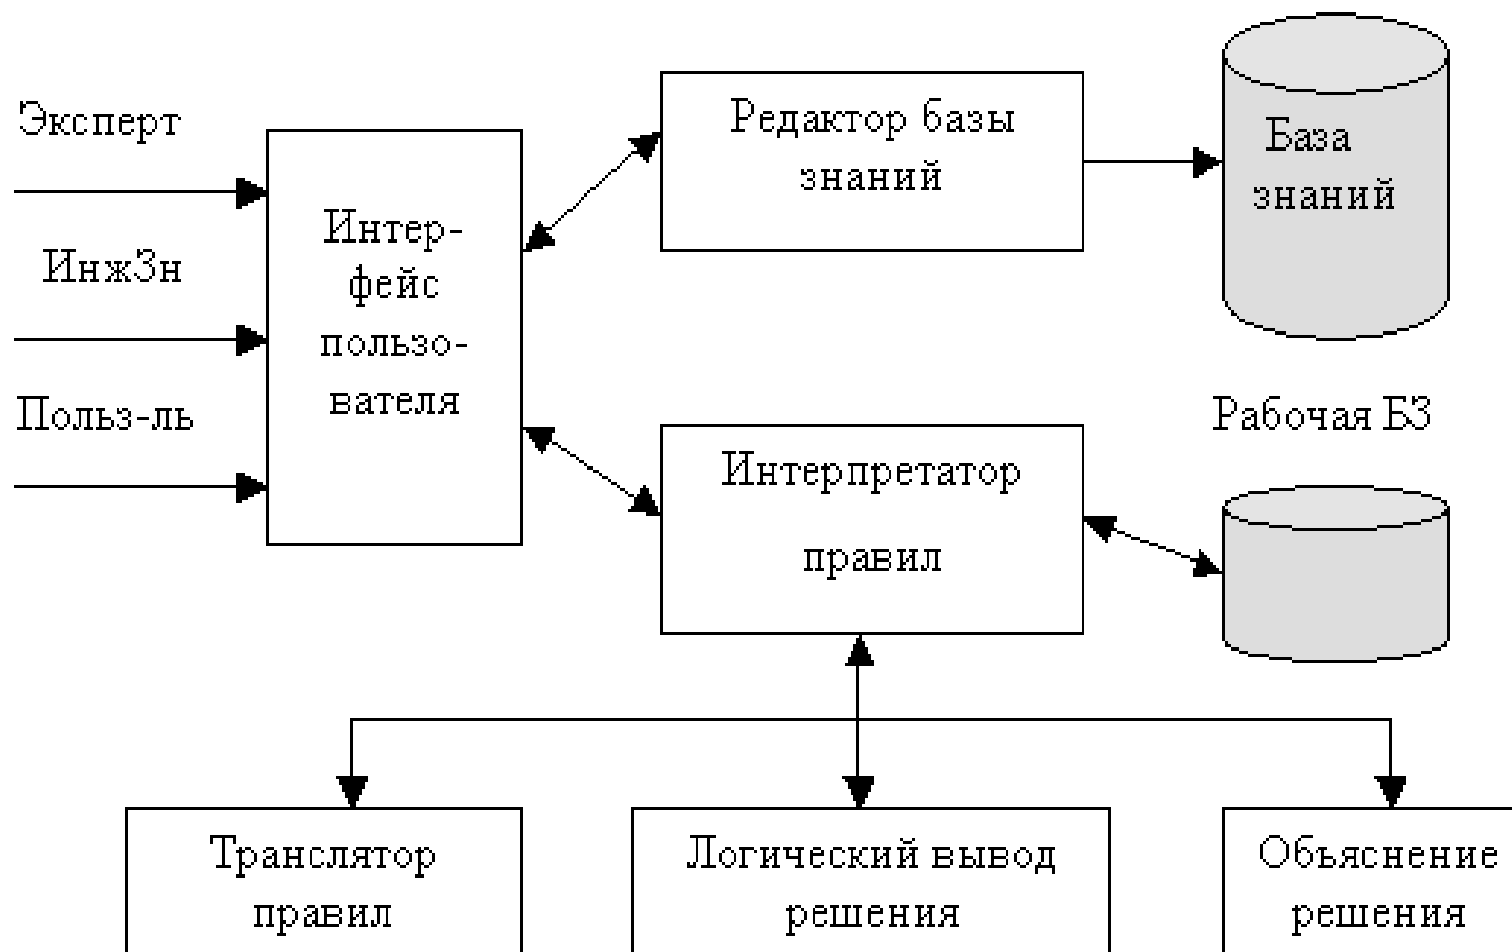 Эксперт
ИнжЗн
Польз-ль
Интер-
фейс
пользо-
вателя
Редактор базы
знаний
База
знаний
Рабочая БЗ
Интерпретатор
правил
Транслятор
правил
Логический вывод
решения
Обьяснение
решения